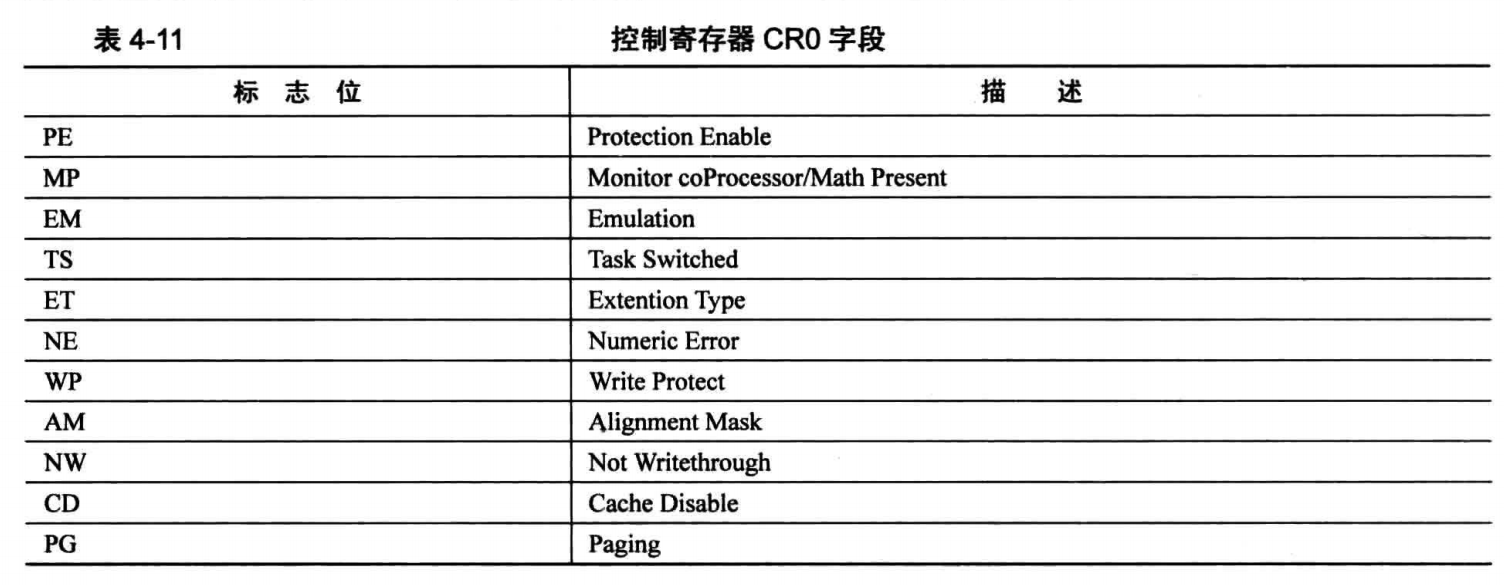 表 4-11 控制寄存器 CR0 字段
标 志 位 描 述
PE Protection Enable
MP Monitor coProcessor/Math Present
EM Emulation
TS Task Switched
ET Extention Type
NE Numeric Error
WP Write Protect
AM Alignment Mask
NW Not Writethrough
CD Cache Disable
PG Paging